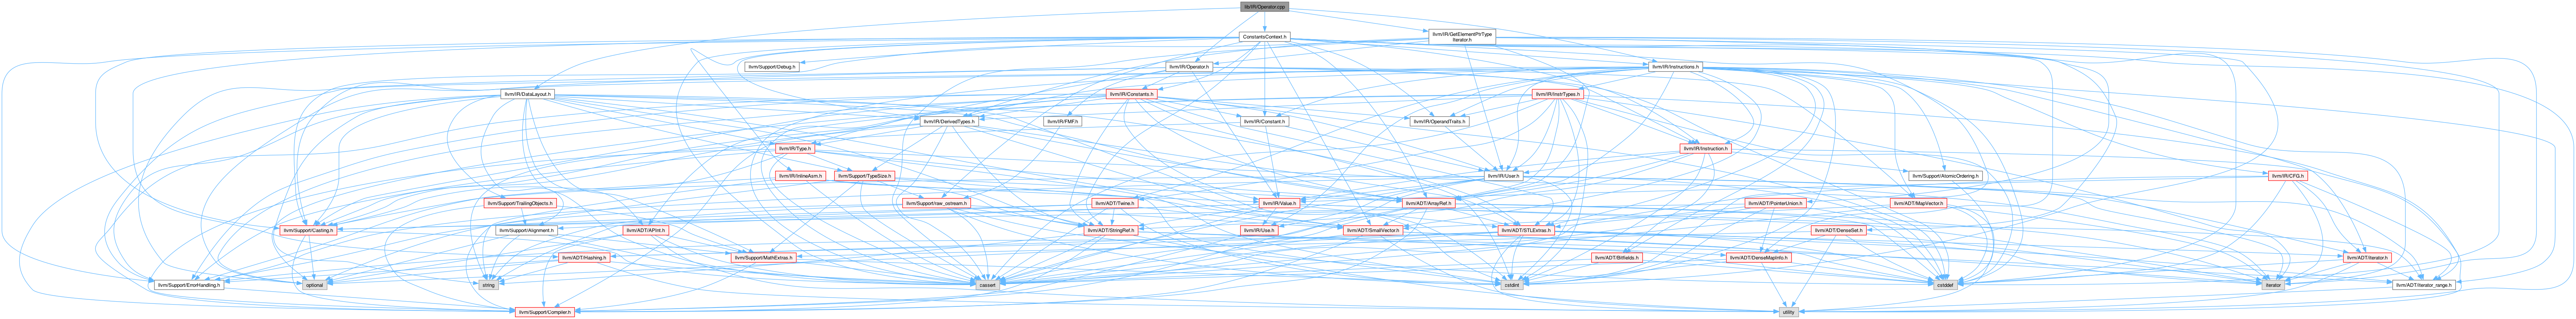 lib/IR/Operator.cpp
ConstantsContext.h
llvm/IR/GetElementPtrType
Iterator.h
llvm/Support/Debug.h
llvm/IR/Operator.h
llvm/IR/Instructions.h
llvm/IR/DataLayout.h
llvm/IR/Constants.h
llvm/IR/InstrTypes.h
llvm/IR/DerivedTypes.h
llvm/IR/FMF.h
llvm/IR/Constant.h
llvm/IR/OperandTraits.h
llvm/IR/Type.h
llvm/IR/Instruction.h
llvm/IR/InlineAsm.h
llvm/Support/TypeSize.h
llvm/IR/User.h
llvm/Support/AtomicOrdering.h
llvm/IR/CFG.h
llvm/Support/TrailingObjects.h
llvm/Support/raw_ostream.h
llvm/ADT/Twine.h
llvm/IR/Value.h
llvm/ADT/ArrayRef.h
llvm/ADT/PointerUnion.h
llvm/ADT/MapVector.h
llvm/Support/Casting.h
llvm/Support/Alignment.h
llvm/ADT/APInt.h
llvm/ADT/StringRef.h
llvm/IR/Use.h
llvm/ADT/SmallVector.h
llvm/ADT/STLExtras.h
llvm/ADT/DenseSet.h
llvm/ADT/Hashing.h
llvm/Support/MathExtras.h
llvm/ADT/Bitfields.h
llvm/ADT/DenseMapInfo.h
llvm/ADT/iterator.h
llvm/Support/ErrorHandling.h
optional
string
cassert
cstdint
cstddef
iterator
llvm/ADT/iterator_range.h
llvm/Support/Compiler.h
utility